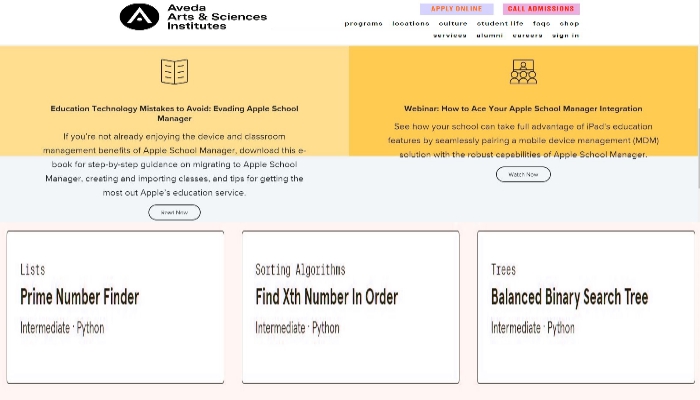 Aveda
Arts & Sciences
Institutes
APPLY ONLINE
CALL ADMISSIONS
programs locations culture student life faqs shop
services alumni careers sign in
Education Technology Mistakes to Avoid: Evading Apple School
Manager
If you're not already enjoying the device and classroom
management benefits of Apple School Manager, download this e-
book for step-by-step guidance on migrating to Apple School
Manager, creating and importing classes, and tips for getting the
most out Apple's education service.
Read Now
Webinar: How to Ace Your Apple School Manager Integration
See how your school can take full advantage of iPad's education
features by seamlessly pairing a mobile device management (MDM)
solution with the robust capabilities of Apple School Manager.
Watch Now
Lists
Prime Number Finder
Intermediate · Python
Sorting Algorithms
Find Xth Number In Order
Intermediate · Python
Trees
Balanced Binary Search Tree
Intermediate · Python